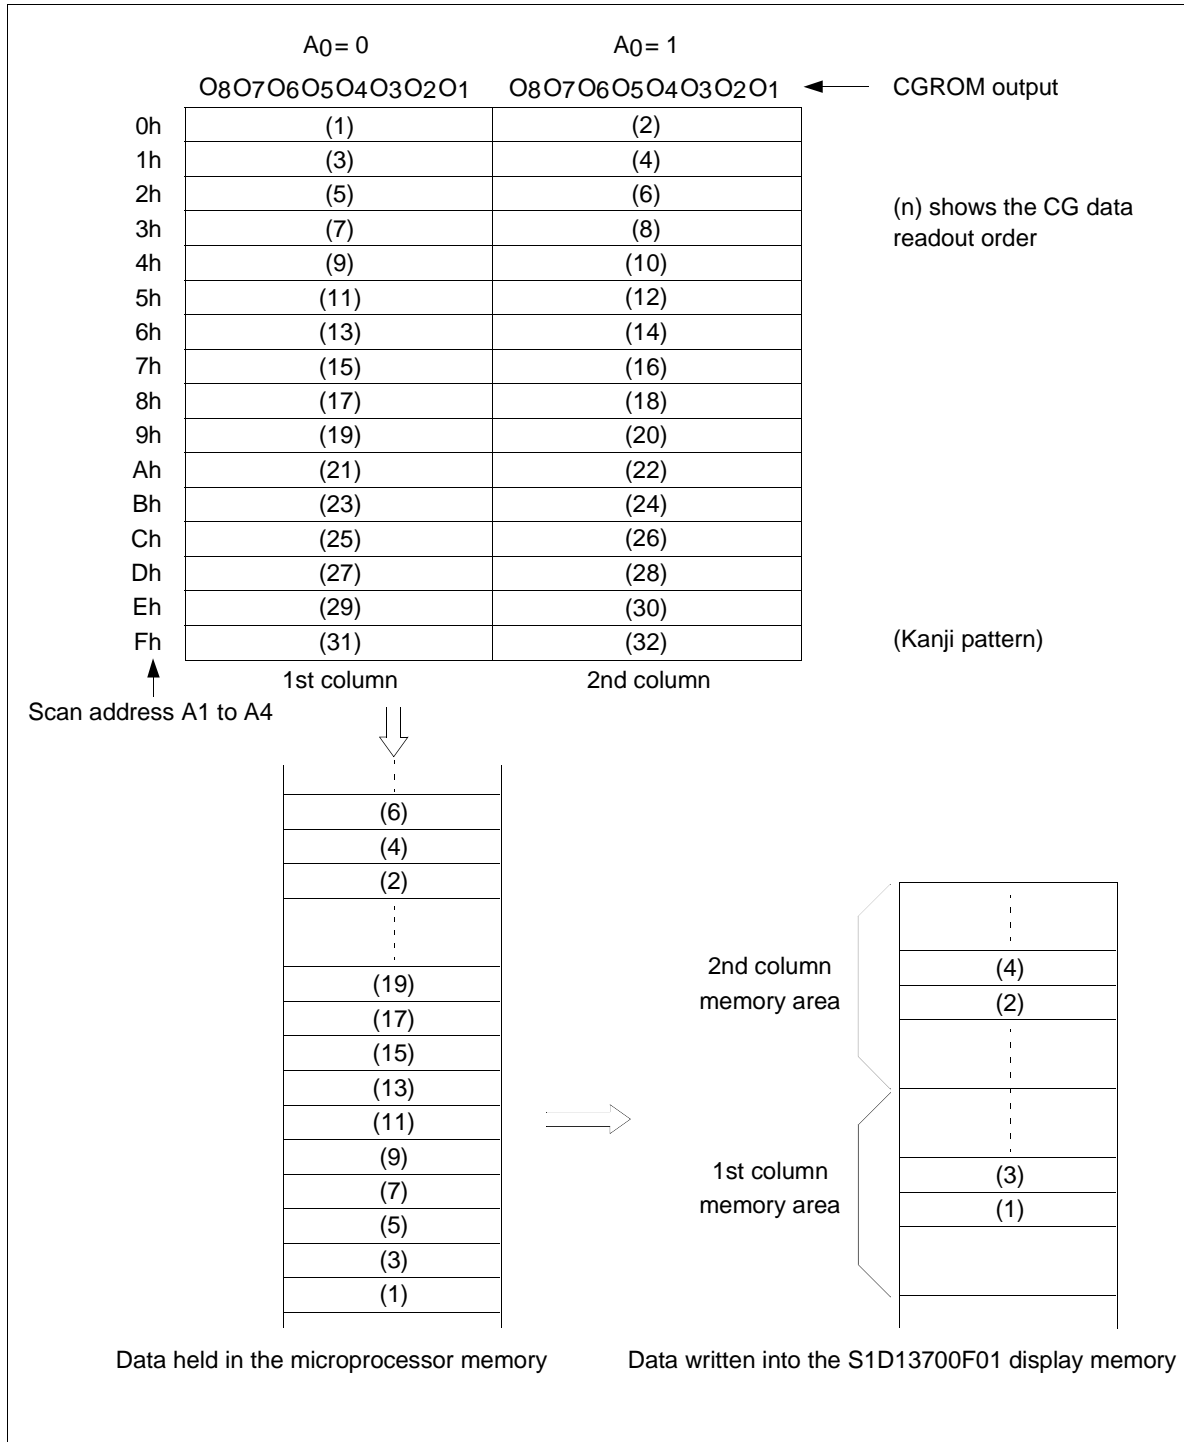 A0 = 0 A0 = 1
O8O7O6O5O4O3O2O1 O8O7O6O5O4O3O2O1 CGROM output
0h (1) (2)
1h (3) (4)
2h (5) (6)
(n) shows the CG data
readout order
3h (7) (8)
4h (9) (10)
5h (11) (12)
6h (13) (14)
7h (15) (16)
8h (17) (18)
9h (19) (20)
Ah (21) (22)
Bh (23) (24)
Ch (25) (26)
Dh (27) (28)
Eh (29) (30)
Fh (31) (32) (Kanji pattern)
1st column 2nd column
Scan address A1 to A4
(6)
(4)
(2)
(19)
(17)
(15)
(13)
(11)
(9)
(7)
(5)
(3)
(1)
Data held in the microprocessor memory
2nd column
memory area
(4)
(2)
1st column
memory area
(3)
(1)
Data written into the S1D13700F01 display memory